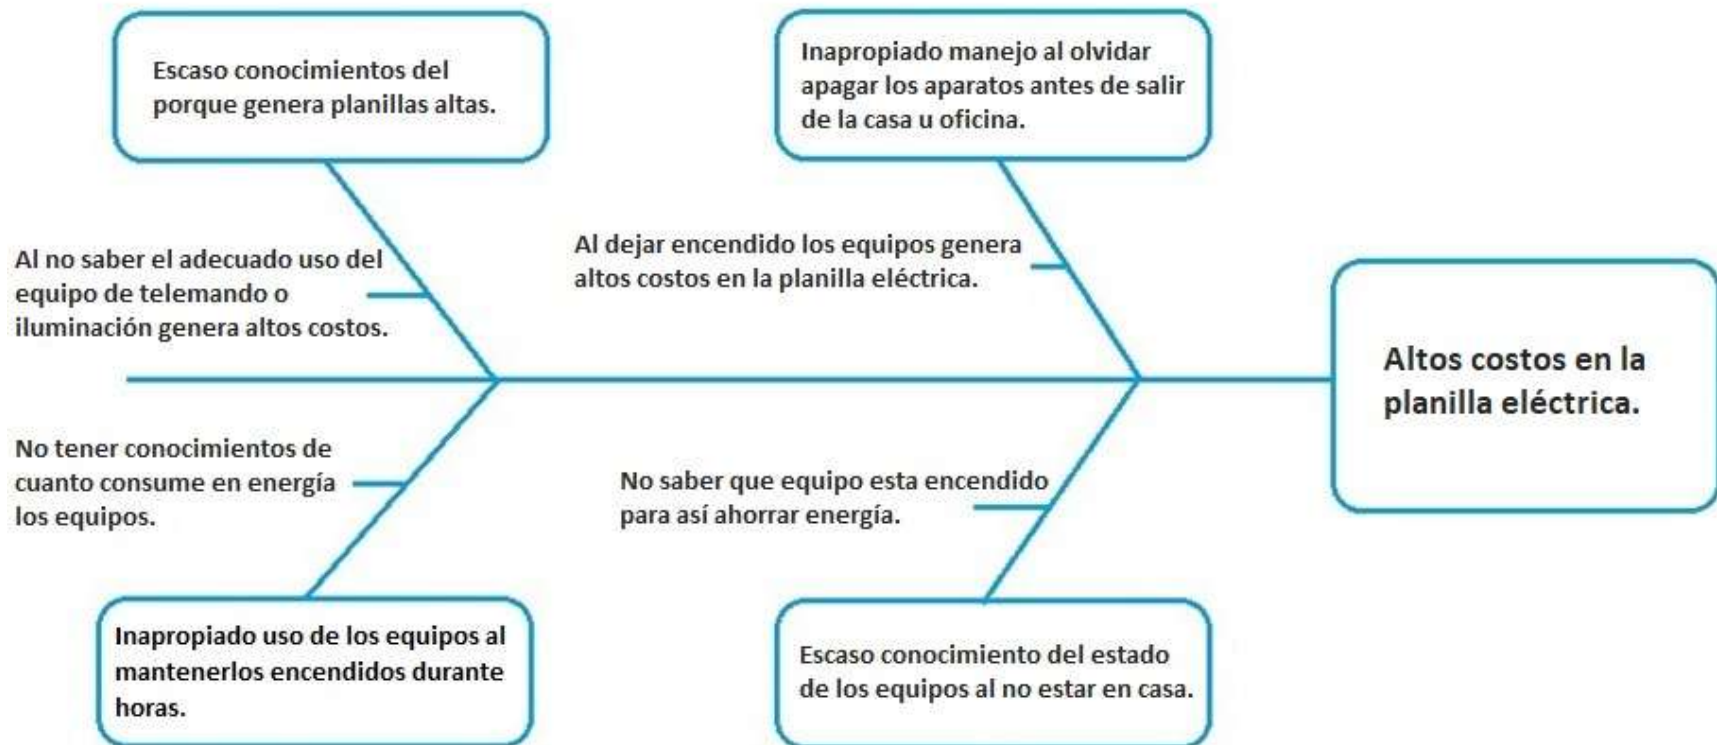 Escaso conocimientos del
porque genera planillas altas.
Inapropiado manejo al olvidar
apagar los aparatos antes de salir
de la casa u oficina.
Al no saber el adecuado uso del
equipo de telemando o
iluminación genera altos costos.
Al dejar encendido los equipos genera
altos costos en la planilla eléctrica.
Altos costos en la
planilla eléctrica.
No tener conocimientos de
cuanto consume en energía
los equipos.
No saber que equipo esta encendido
para así ahorrar energía.
Inapropiado uso de los equipos al
mantenerlos encendidos durante
horas.
Escaso conocimiento del estado
de los equipos al no estar en casa.